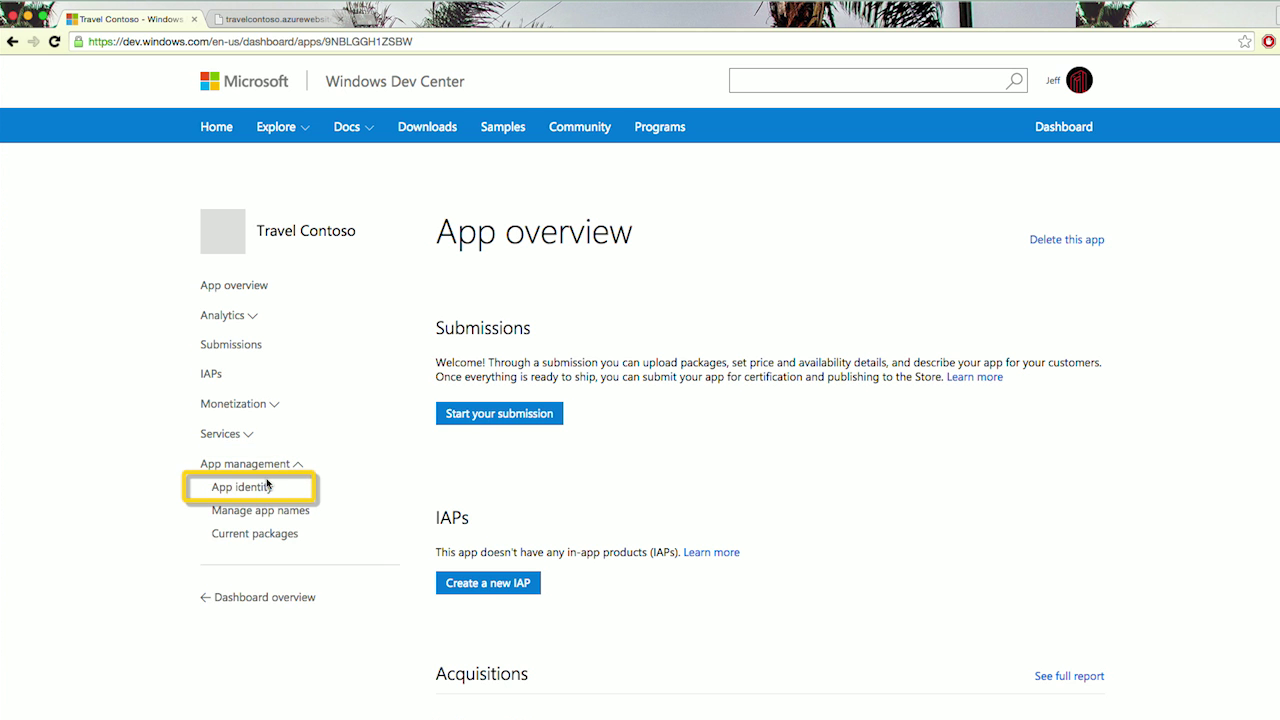 Travel Contoso - Windows
travelcontoso.azurewebsit
https://dev.windows.com/en-us/dashboard/apps/9NBLGGH1ZSBW
Microsoft
Windows Dev Center
Jeff
Home
Explore
Docs
Downloads
Samples
Community
Programs
Dashboard
Travel Contoso
App overview
Analytics
Submissions
IAPs
Monetization
Services
App management
App identity
Manage app names
Current packages
Dashboard overview
App overview
Delete this app
Submissions
Welcome! Through a submission you can upload packages, set price and availability details, and describe your app for your customers.
Once everything is ready to ship, you can submit your app for certification and publishing to the Store. Learn more
Start your submission
IAPs
This app doesn't have any in-app products (IAPs). Learn more
Create a new IAP
Acquisitions
See full report